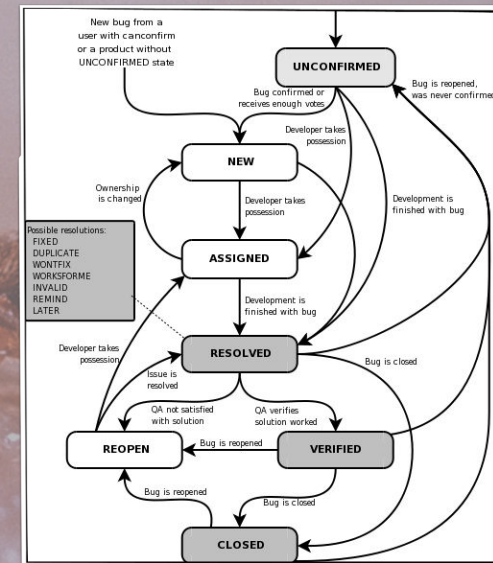 New bug from a
user with canconfirm
or a product without
UNCONFIRMED state
UNCONFIRMED
Bug confirmed or
receives enough votes
Bug is reopened,
was never confirmed
Developer takes
possession
NEW
Ownership
is changed
Developer takes
possession
Development is
finished with bug
Possible resolutions:
FIXED
DUPLICATE
WONTFIX
WORKSFORME
INVALID
REMIND
LATER
ASSIGNED
Development is
finished with bug
Developer takes
possession
RESOLVED
Issue is
resolved
Bug is closed
QA not satisfied
with solution
QA verifies
solution worked
REOPEN
Bug is reopened
VERIFIED
Bug is reopened
Bug is closed
CLOSED